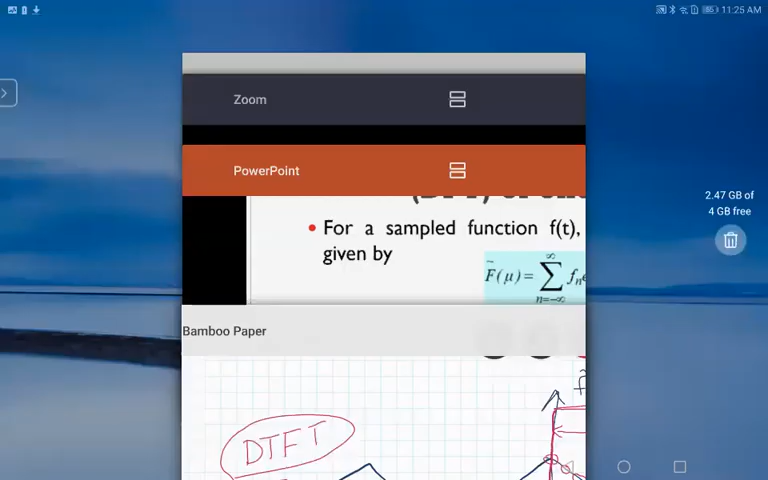 11:25 AM
Zoom
PowerPoint
2.47 GB of
4 GB free
• For a sampled function f(t),
given by
F̃(μ) = ∑ fₙe
∞
n=-∞
Bamboo Paper
DTFT